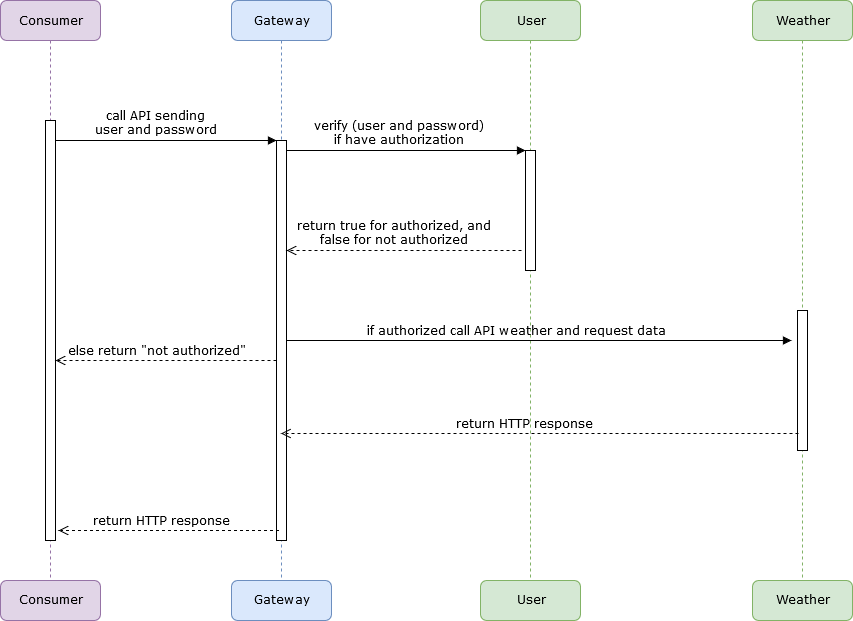 Consumer
Gateway
User
Weather
call API sending
user and password
verify (user and password)
if have authorization
return true for authorized, and
false for not authorized
if authorized call API weather and request data
else return "not authorized"
return HTTP response
return HTTP response
Consumer
Gateway
User
Weather